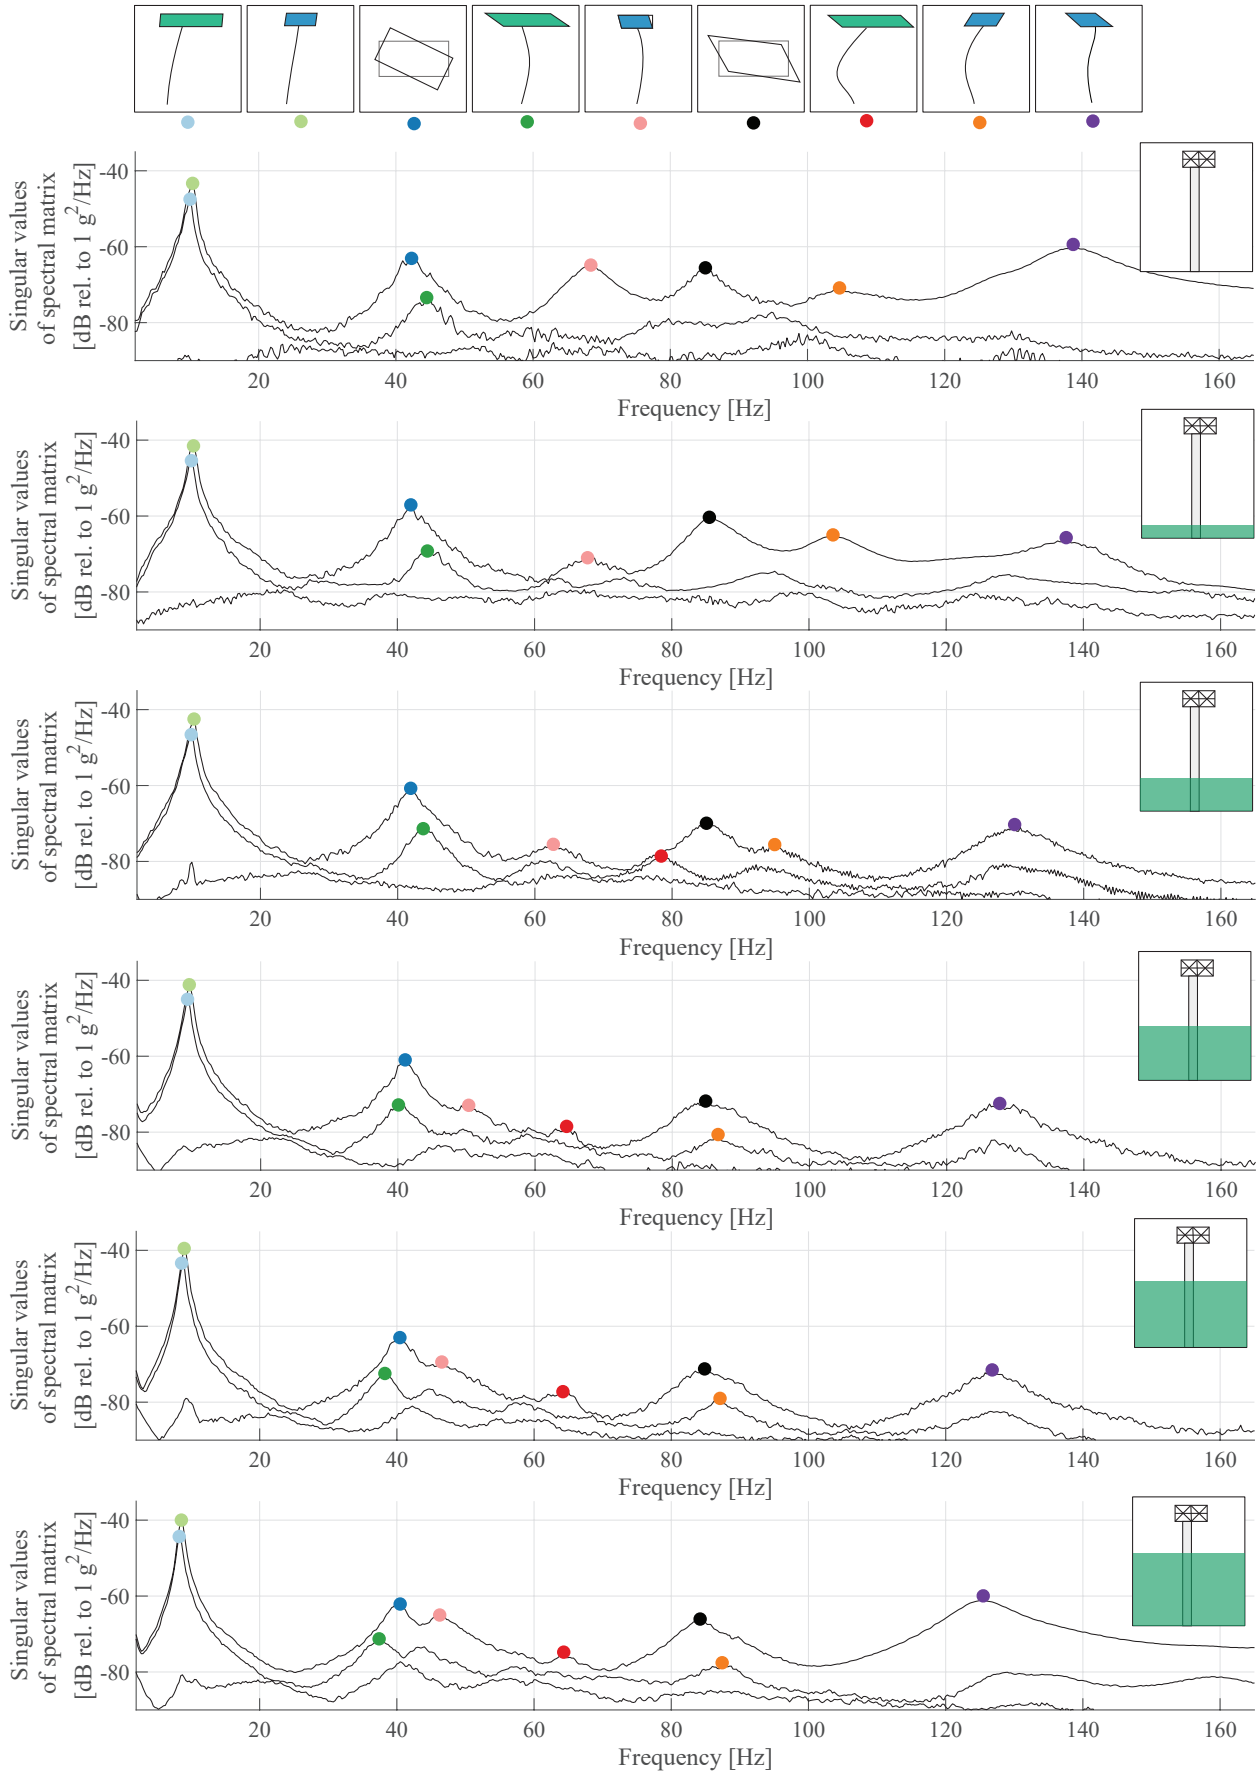 Singular values
of spectral matrix
[dB rel. to 1 g²/Hz]
-40
-60
-80
20 40 60 80 100 120 140 160
Frequency [Hz]
Singular values
of spectral matrix
[dB rel. to 1 g²/Hz]
-40
-60
-80
20 40 60 80 100 120 140 160
Frequency [Hz]
Singular values
of spectral matrix
[dB rel. to 1 g²/Hz]
-40
-60
-80
20 40 60 80 100 120 140 160
Frequency [Hz]
Singular values
of spectral matrix
[dB rel. to 1 g²/Hz]
-40
-60
-80
20 40 60 80 100 120 140 160
Frequency [Hz]
Singular values
of spectral matrix
[dB rel. to 1 g²/Hz]
-40
-60
-80
20 40 60 80 100 120 140 160
Frequency [Hz]
Singular values
of spectral matrix
[dB rel. to 1 g²/Hz]
-40
-60
-80
20 40 60 80 100 120 140 160
Frequency [Hz]